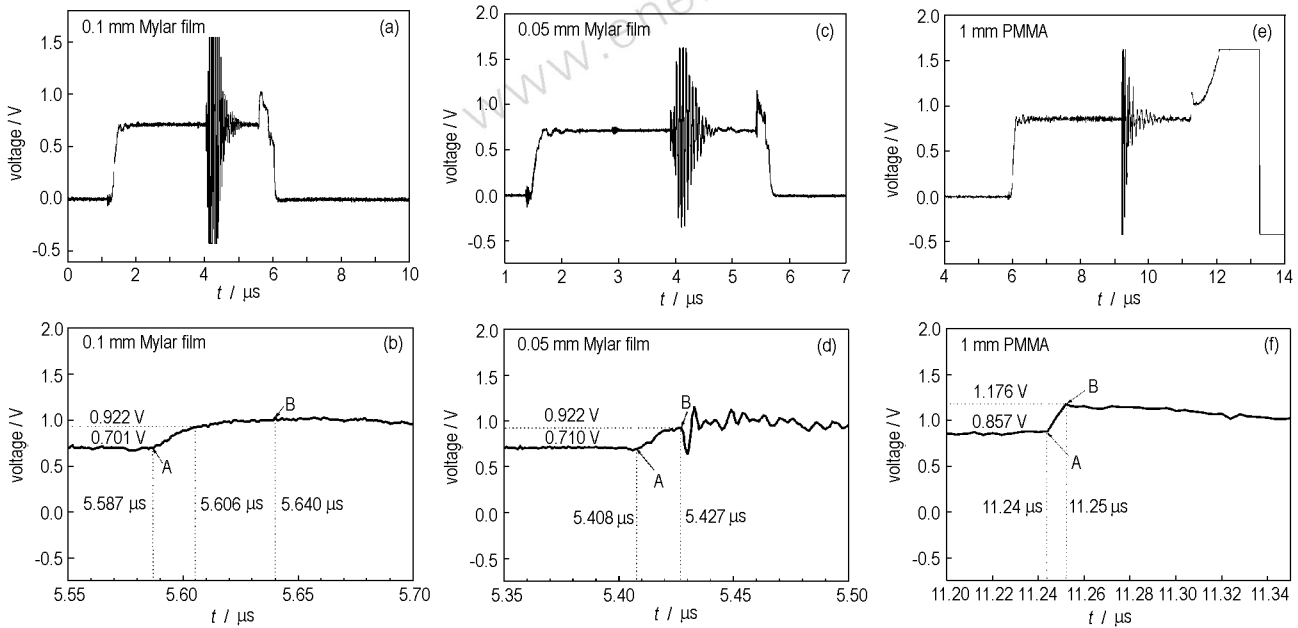 www.ene
0.1 mm Mylar film
(a)
voltage / V
2.0
1.5
1.0
0.5
0.0
-0.5
0 2 4 6 8 10
t / μs
0.05 mm Mylar film
(c)
voltage / V
2.0
1.5
1.0
0.5
0.0
-0.5
1 2 3 4 5 6 7
t / μs
1 mm PMMA
(e)
voltage / V
2.0
1.5
1.0
0.5
0.0
-0.5
4 6 8 10 12 14
t / μs
0.1 mm Mylar film
(b)
voltage / V
2.0
1.5
1.0
0.5
0.0
-0.5
0.922 V
0.701 V
B
A
5.587 μs
5.606 μs
5.640 μs
5.55 5.60 5.65 5.70
t / μs
0.05 mm Mylar film
(d)
voltage / V
2.0
1.5
1.0
0.5
0.0
-0.5
0.922 V
0.710 V
B
A
5.408 μs
5.427 μs
5.35 5.40 5.45 5.50
t / μs
1 mm PMMA
(f)
voltage / V
2.0
1.5
1.0
0.5
0.0
-0.5
1.176 V
0.857 V
B
A
11.24 μs
11.25 μs
11.20 11.22 11.24 11.26 11.28 11.30 11.32 11.34
t / μs